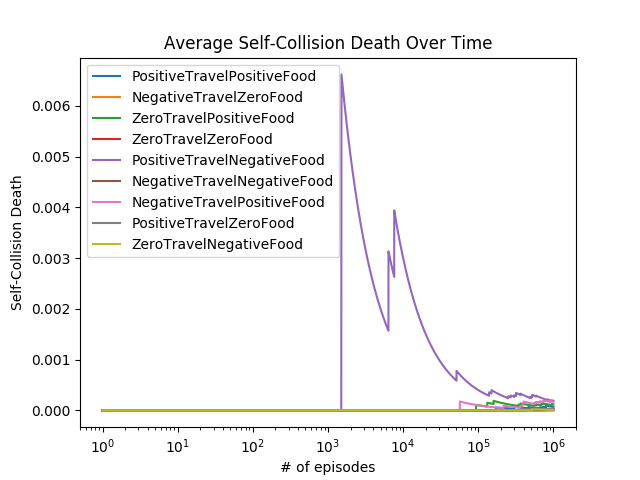 Average Self-Collision Death Over Time
PositiveTravelPositiveFood
NegativeTravelZeroFood
ZeroTravelPositiveFood
ZeroTravelZeroFood
PositiveTravelNegativeFood
NegativeTravelNegativeFood
NegativeTravelPositiveFood
PositiveTravelZeroFood
ZeroTravelNegativeFood
Self-Collision Death
0.006
0.005
0.004
0.003
0.002
0.001
0.000
10⁰ 10¹ 10² 10³ 10⁴ 10⁵ 10⁶
# of episodes